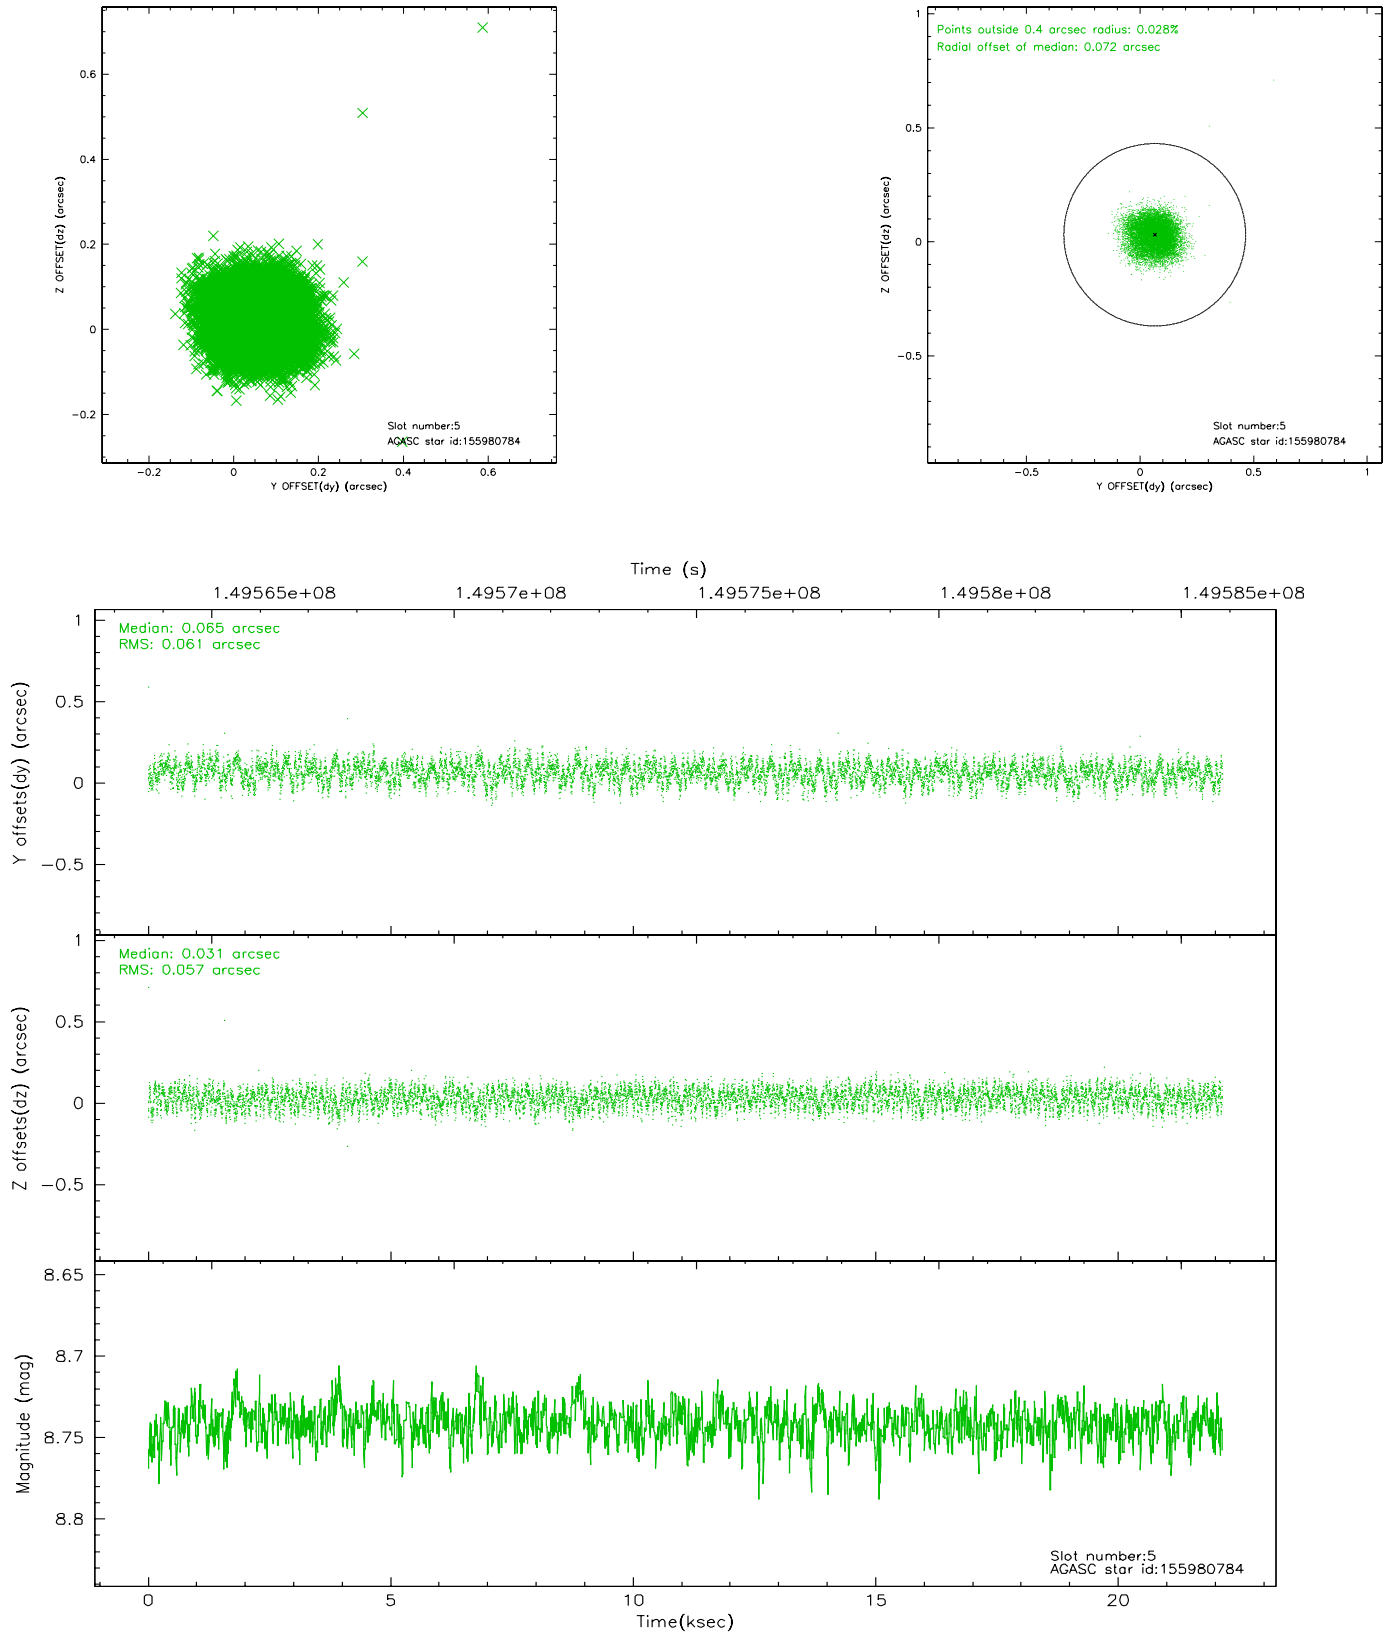 0.6
0.4
0.2
0
−0.2
Z OFFSET(dz) (arcsec)
Slot number:5
AGASC star id:155980784
−0.2 0 0.2 0.4 0.6
Y OFFSET(dy) (arcsec)
1
0.5
0
−0.5
Z OFFSET(dz) (arcsec)
Points outside 0.4 arcsec radius: 0.028%
Radial offset of median: 0.072 arcsec
Slot number:5
AGASC star id:155980784
−0.5 0 0.5 1
Y OFFSET(dy) (arcsec)
Time (s)
1.49565e+08 1.4957e+08 1.49575e+08 1.4958e+08 1.49585e+08
Median: 0.065 arcsec
RMS: 0.061 arcsec
1
0.5
0
−0.5
Y offsets(dy) (arcsec)
Median: 0.031 arcsec
RMS: 0.057 arcsec
1
0.5
0
−0.5
Z offsets(dz) (arcsec)
8.65
8.7
8.75
8.8
Magnitude (mag)
Slot number:5
AGASC star id:155980784
0 5 10 15 20
Time(ksec)